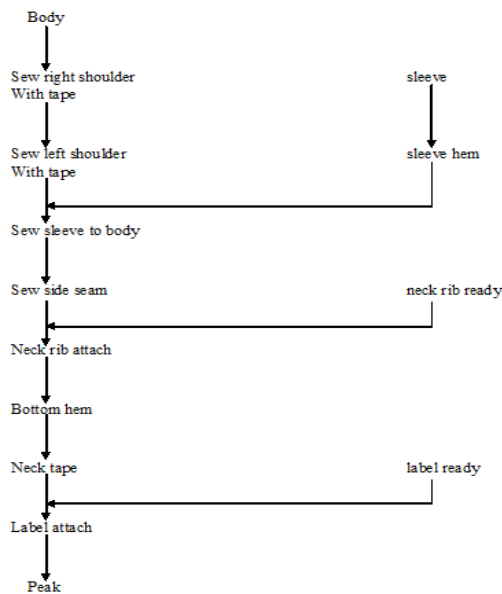 Body
Sew right shoulder
With tape
sleeve
Sew left shoulder
With tape
sleeve hem
Sew sleeve to body
Sew side seam
neck rib ready
Neck rib attach
Bottom hem
Neck tape
label ready
Label attach
Peak